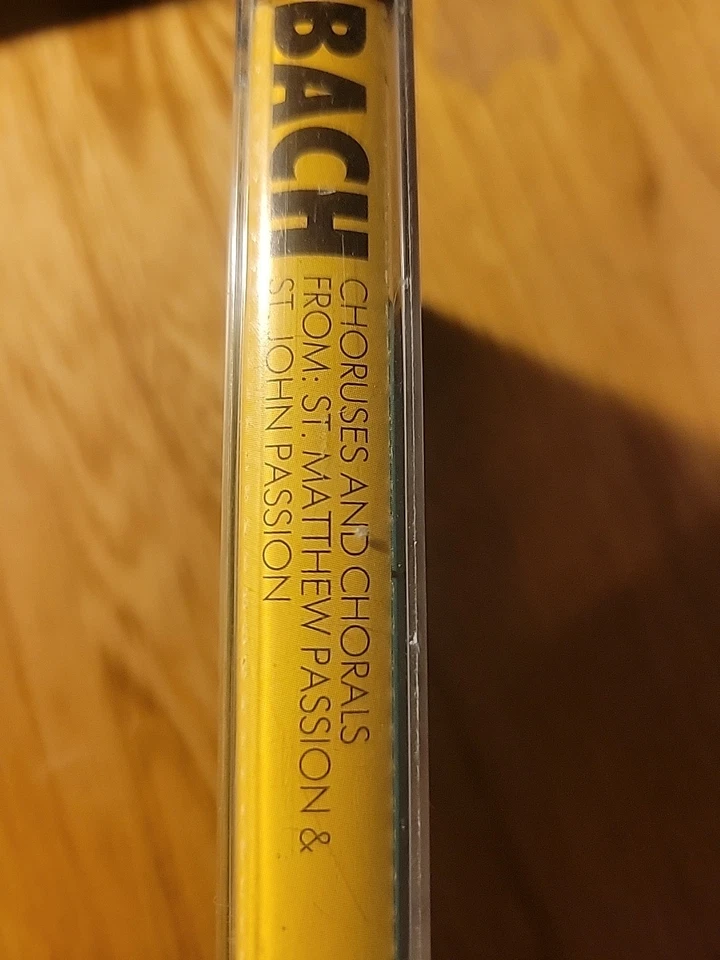 BACH
CHORUSES AND CHORALS
FROM: ST. MATTHEW PASSION &
ST. JOHN PASSION